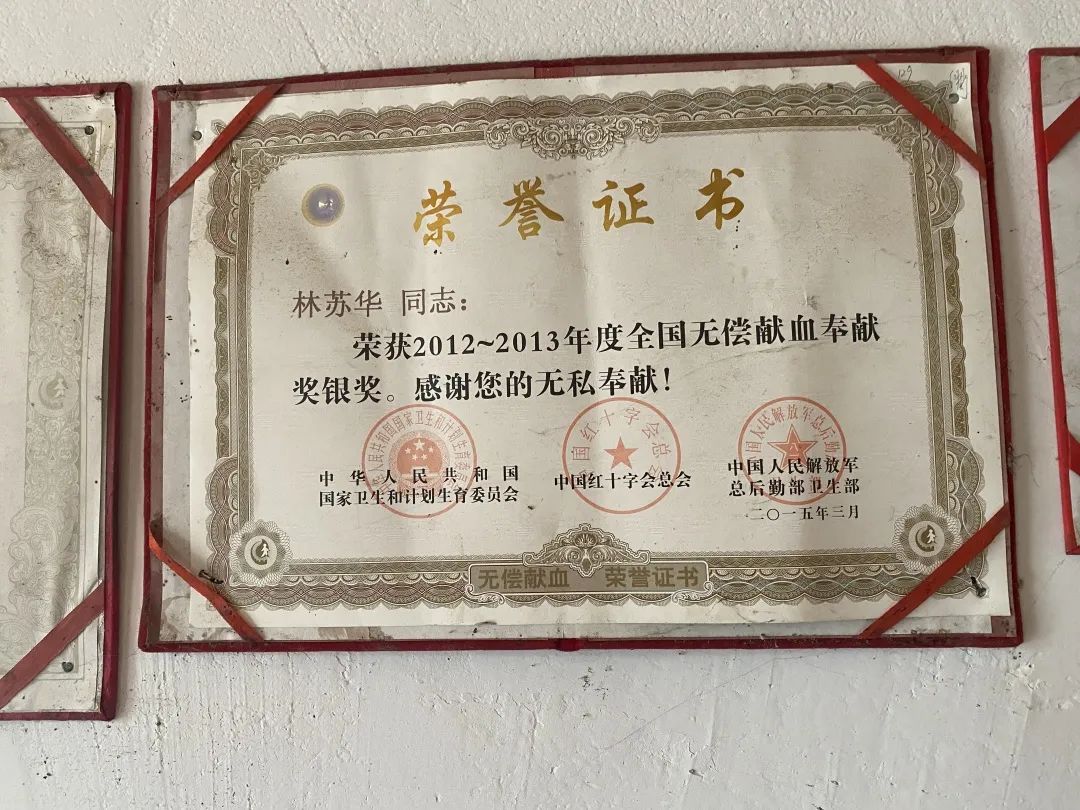 荣誉证书
林苏华 同志：
荣获2012~2013年度全国无偿献血奉献
奖银奖。感谢您的无私奉献！
中华人民共和国
国家卫生和计划生育委员会
中国红十字会总会
中国人民解放军
总后勤部卫生部
二〇一五年三月
无偿献血 荣誉证书